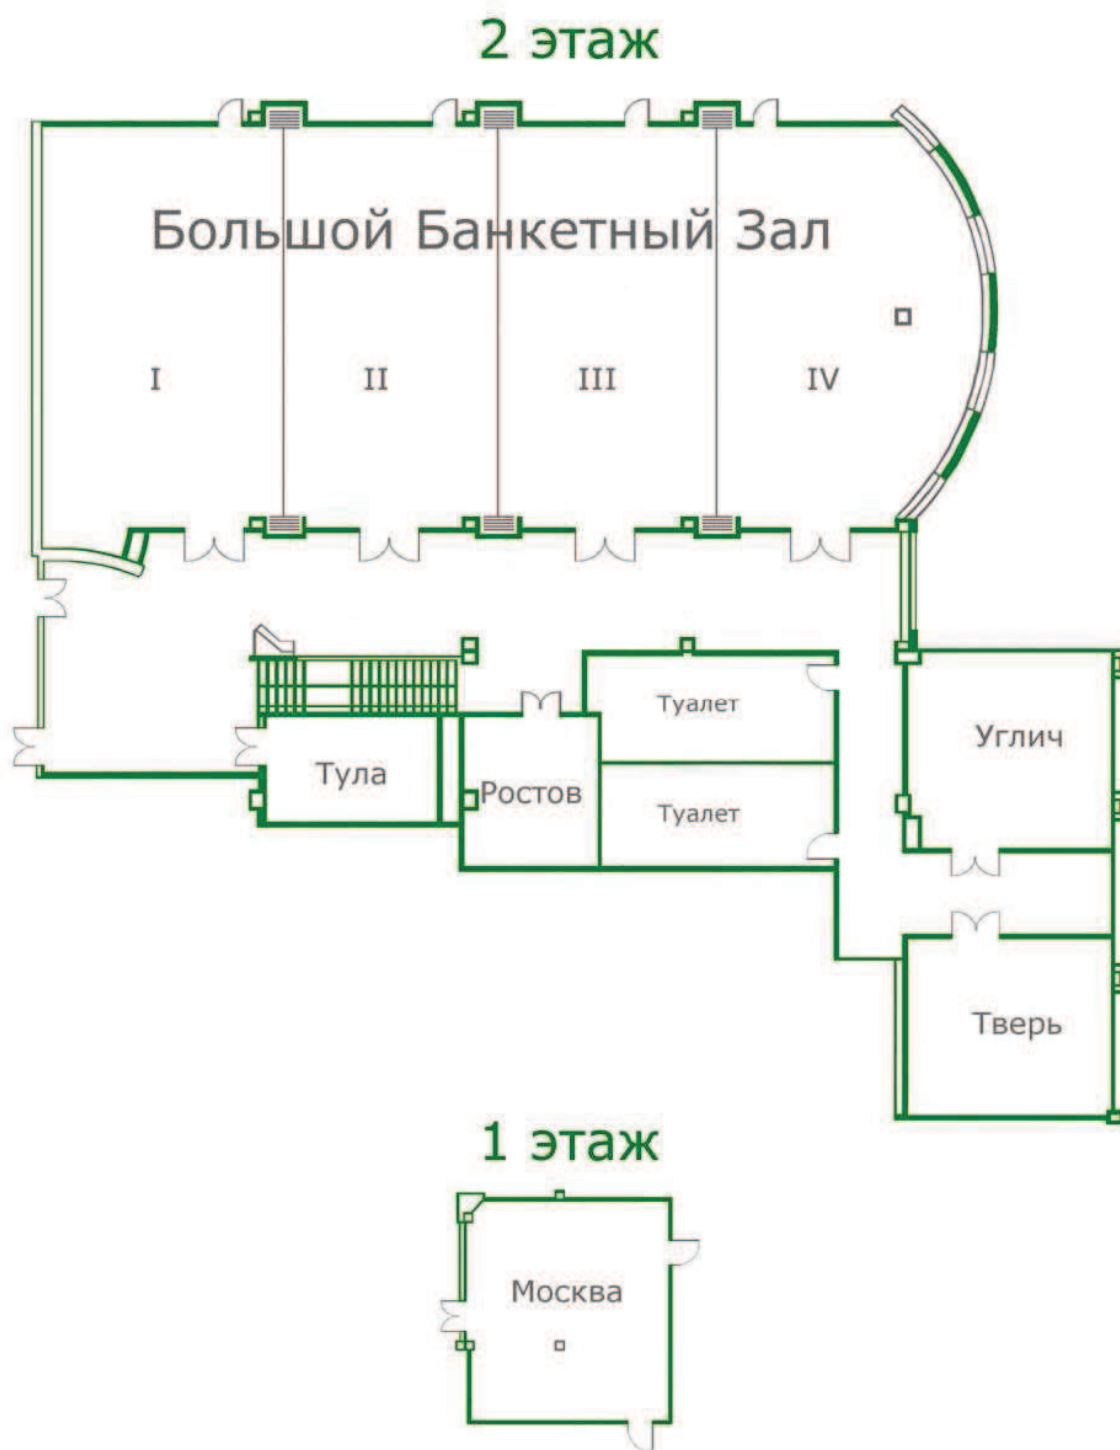 2 этаж
Большой Банкетный Зал
I II III IV
Туалет
Углич
Тула
Ростов
Туалет
Тверь
1 этаж
Москва